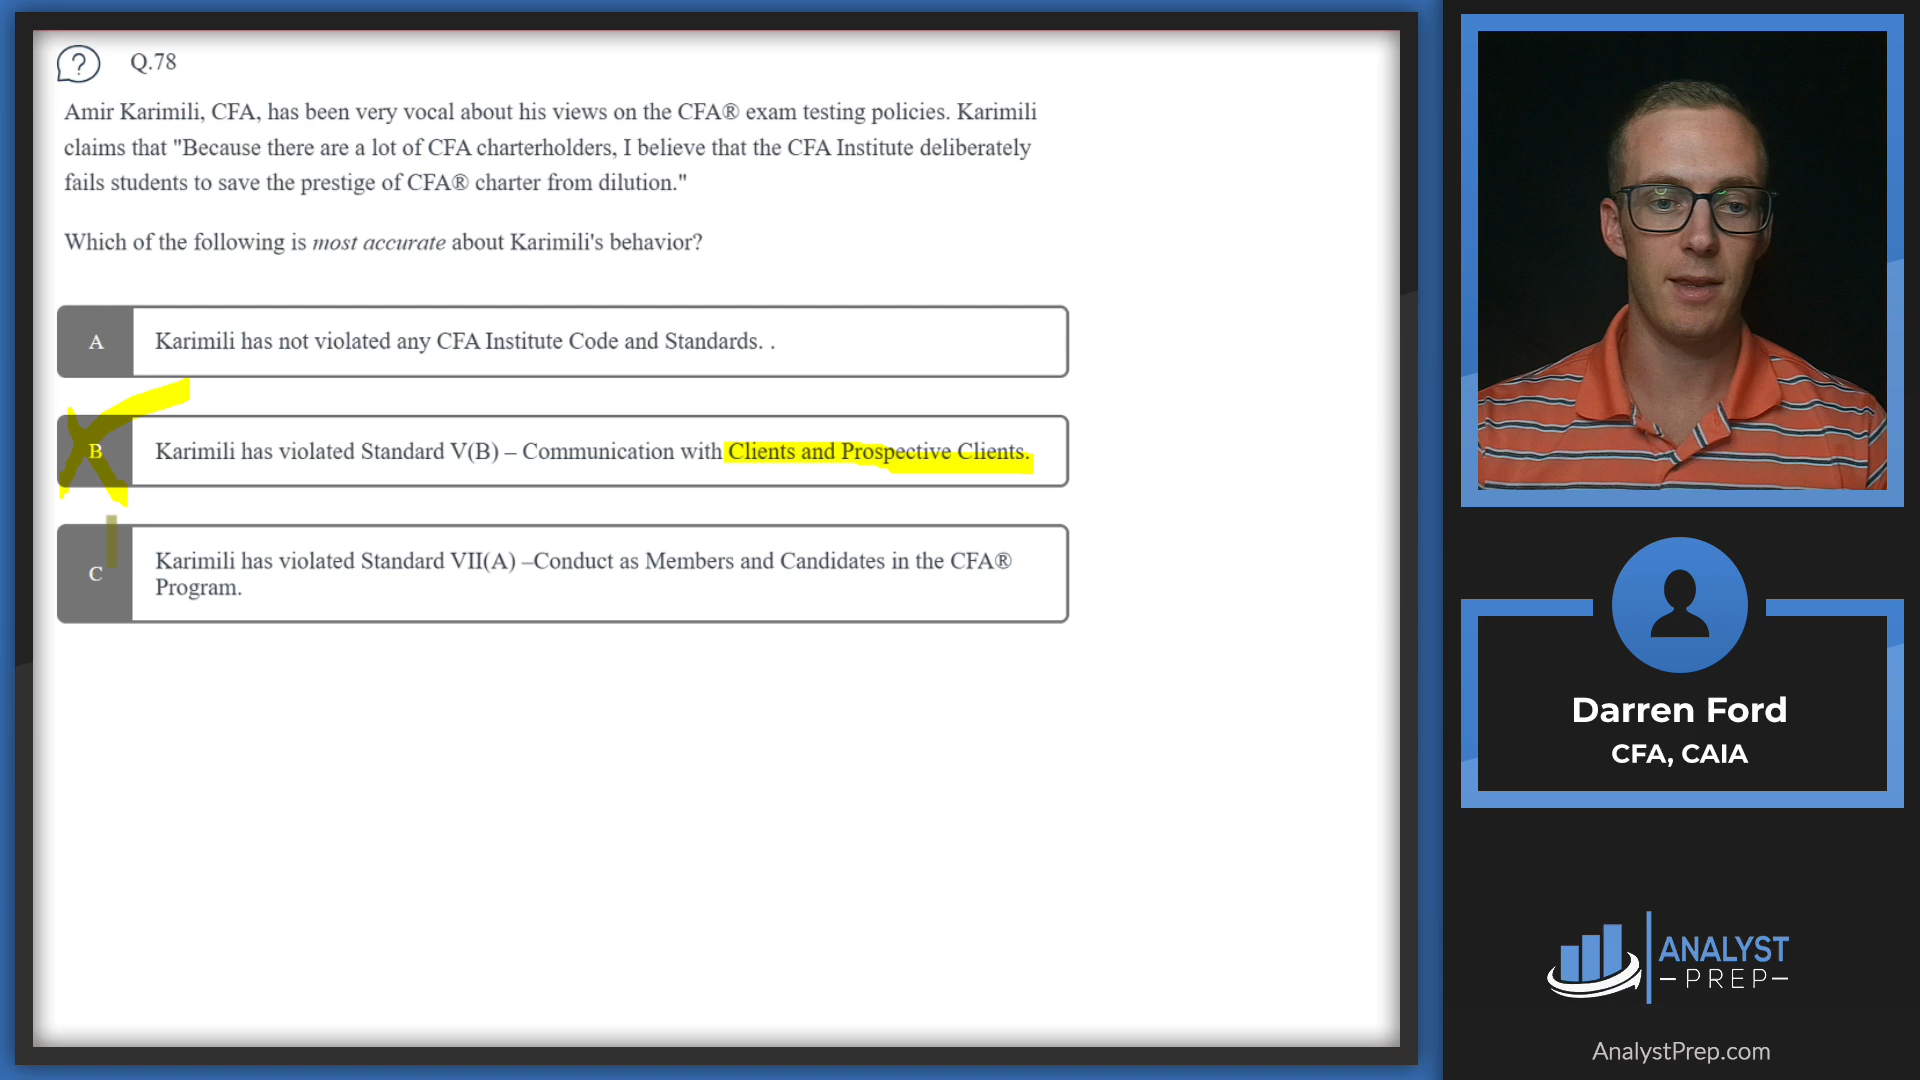 Q.78
Amir Karimili, CFA, has been very vocal about his views on the CFA® exam testing policies. Karimili
claims that "Because there are a lot of CFA charterholders, I believe that the CFA Institute deliberately
fails students to save the prestige of CFA® charter from dilution."
Which of the following is most accurate about Karimili's behavior?
A
Karimili has not violated any CFA Institute Code and Standards. .
B
Karimili has violated Standard V(B) – Communication with Clients and Prospective Clients.
C
Karimili has violated Standard VII(A) –Conduct as Members and Candidates in the CFA®
Program.
Darren Ford
CFA, CAIA
ANALYST
PREP
AnalystPrep.com